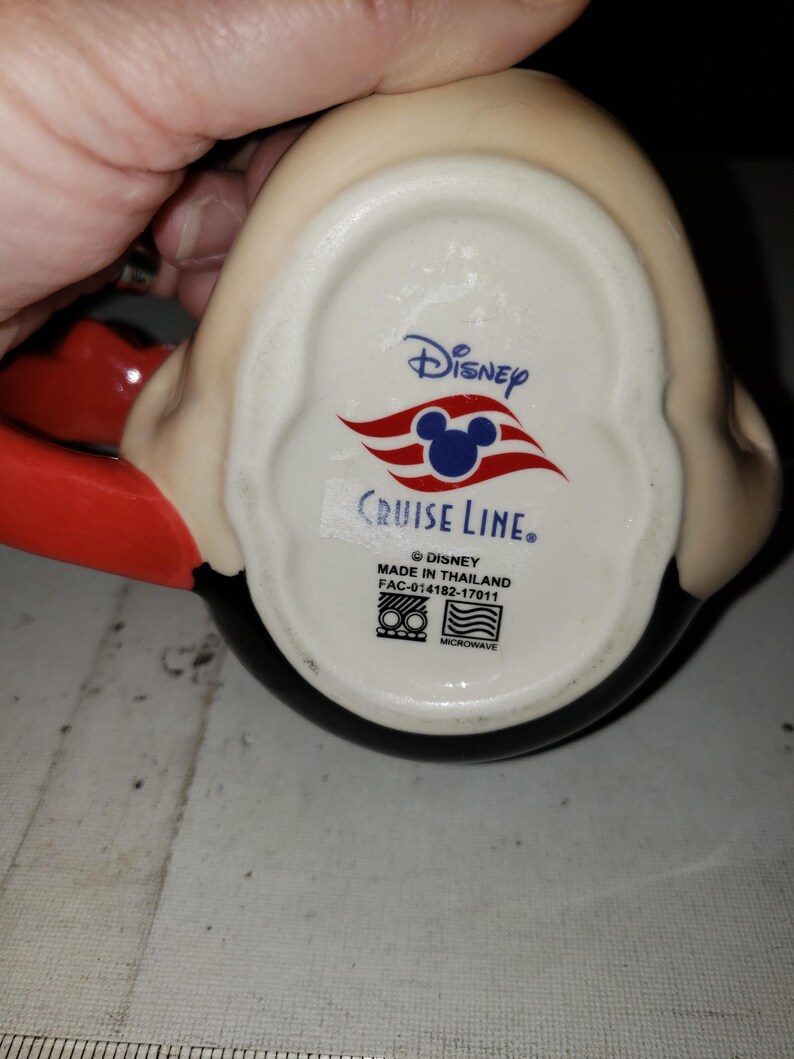 Disney
CRUISE LINE®
© DISNEY
MADE IN THAILAND
FAC-014182-17011
MICROWAVE